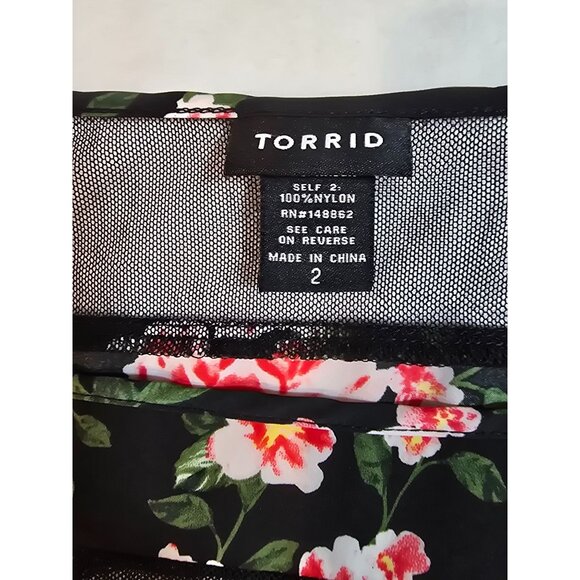 TORRID
SELF 2:
100%NYLON
RN#148862
SEE CARE
ON REVERSE
MADE IN CHINA
2